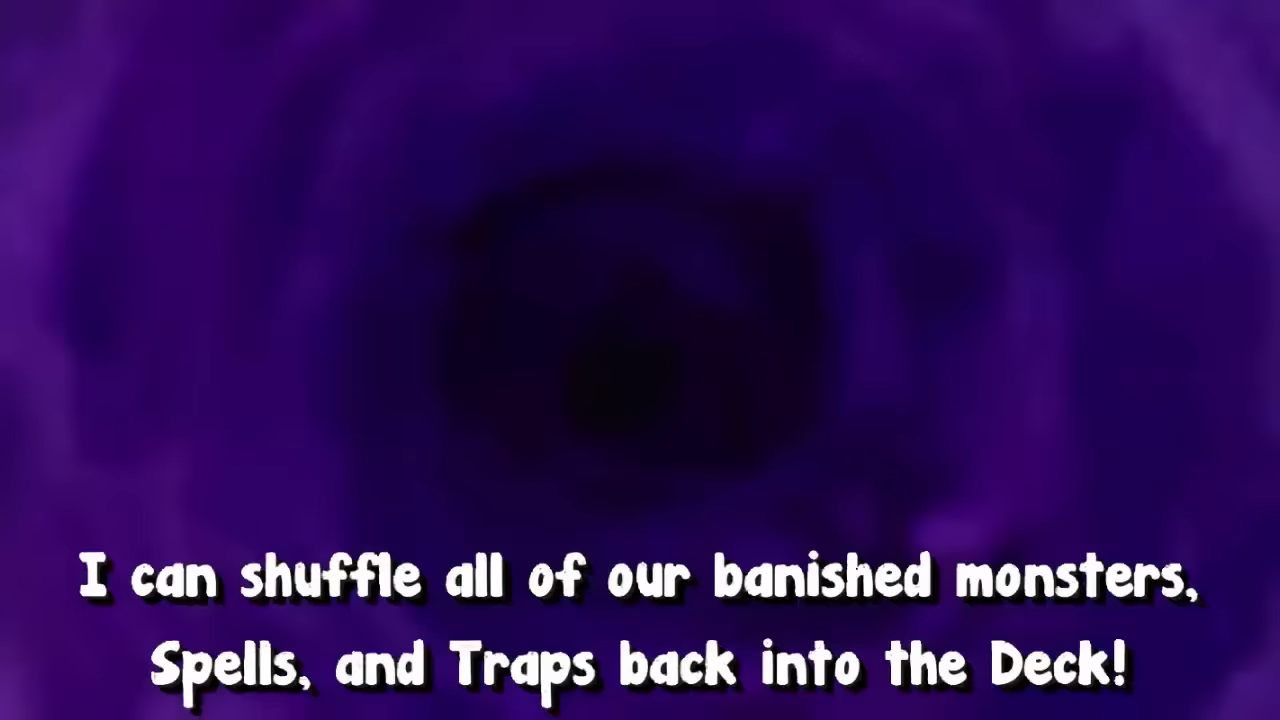 I can shuffle all of our banished monsters,
Spells, and Traps back into the Deck!